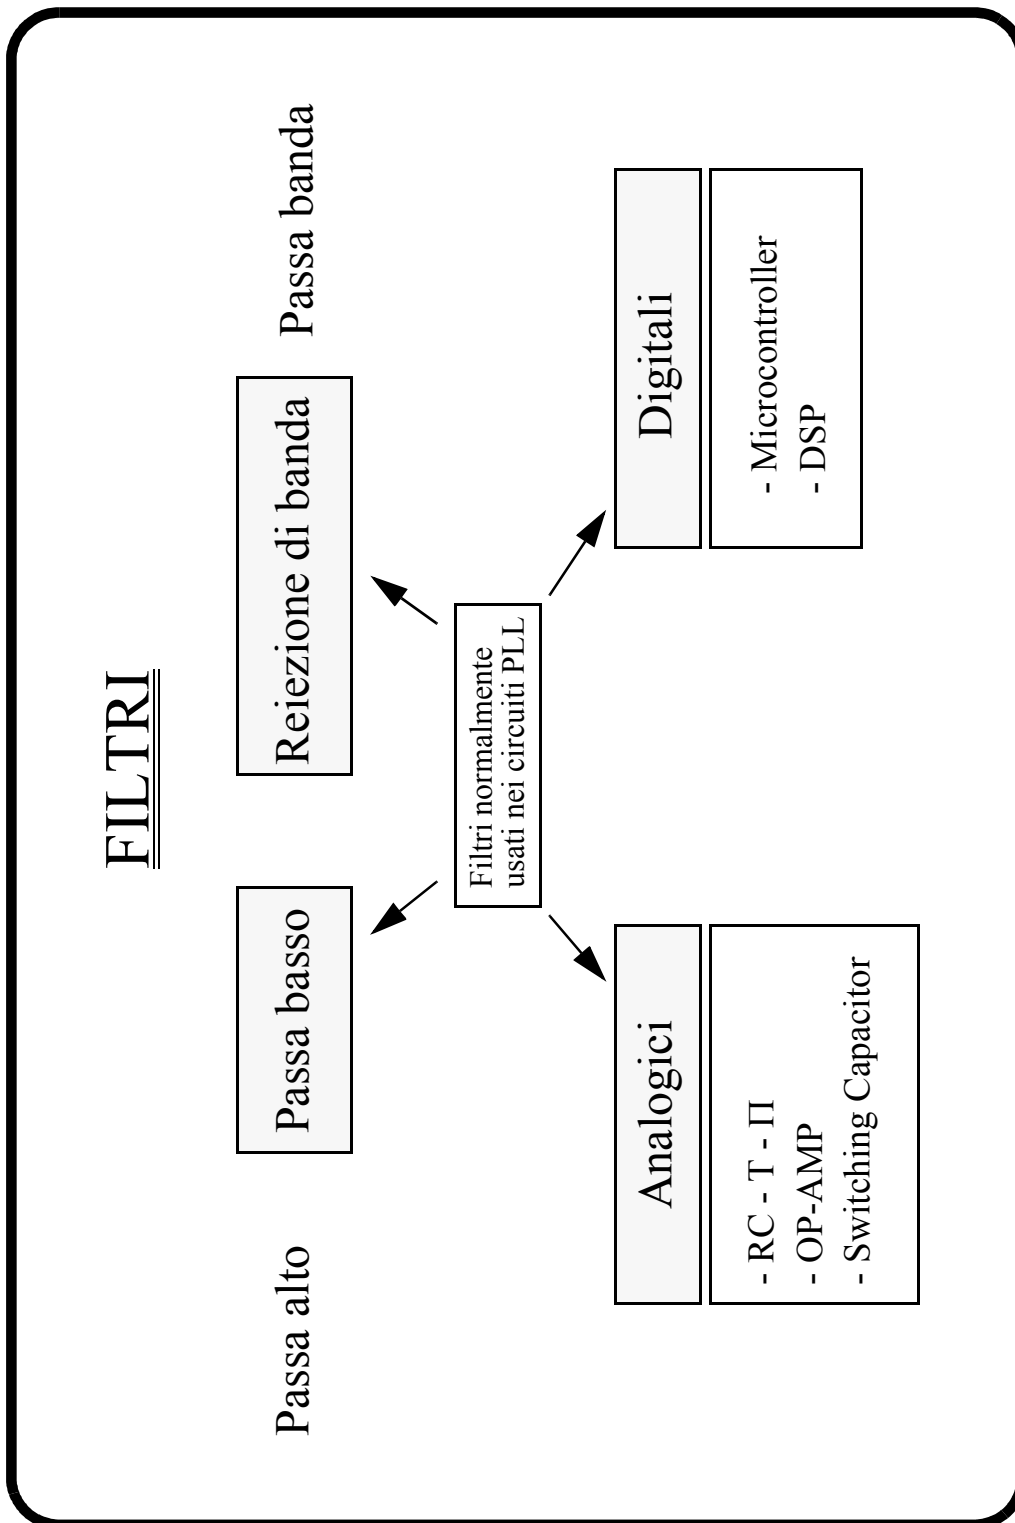 FILTRI
Passa alto
Passa basso
Reiezione di banda
Passa banda
Filtri normalmente
usati nei circuiti PLL
Analogici
- RC - T - Π
- OP-AMP
- Switching Capacitor
Digitali
- Microcontroller
- DSP